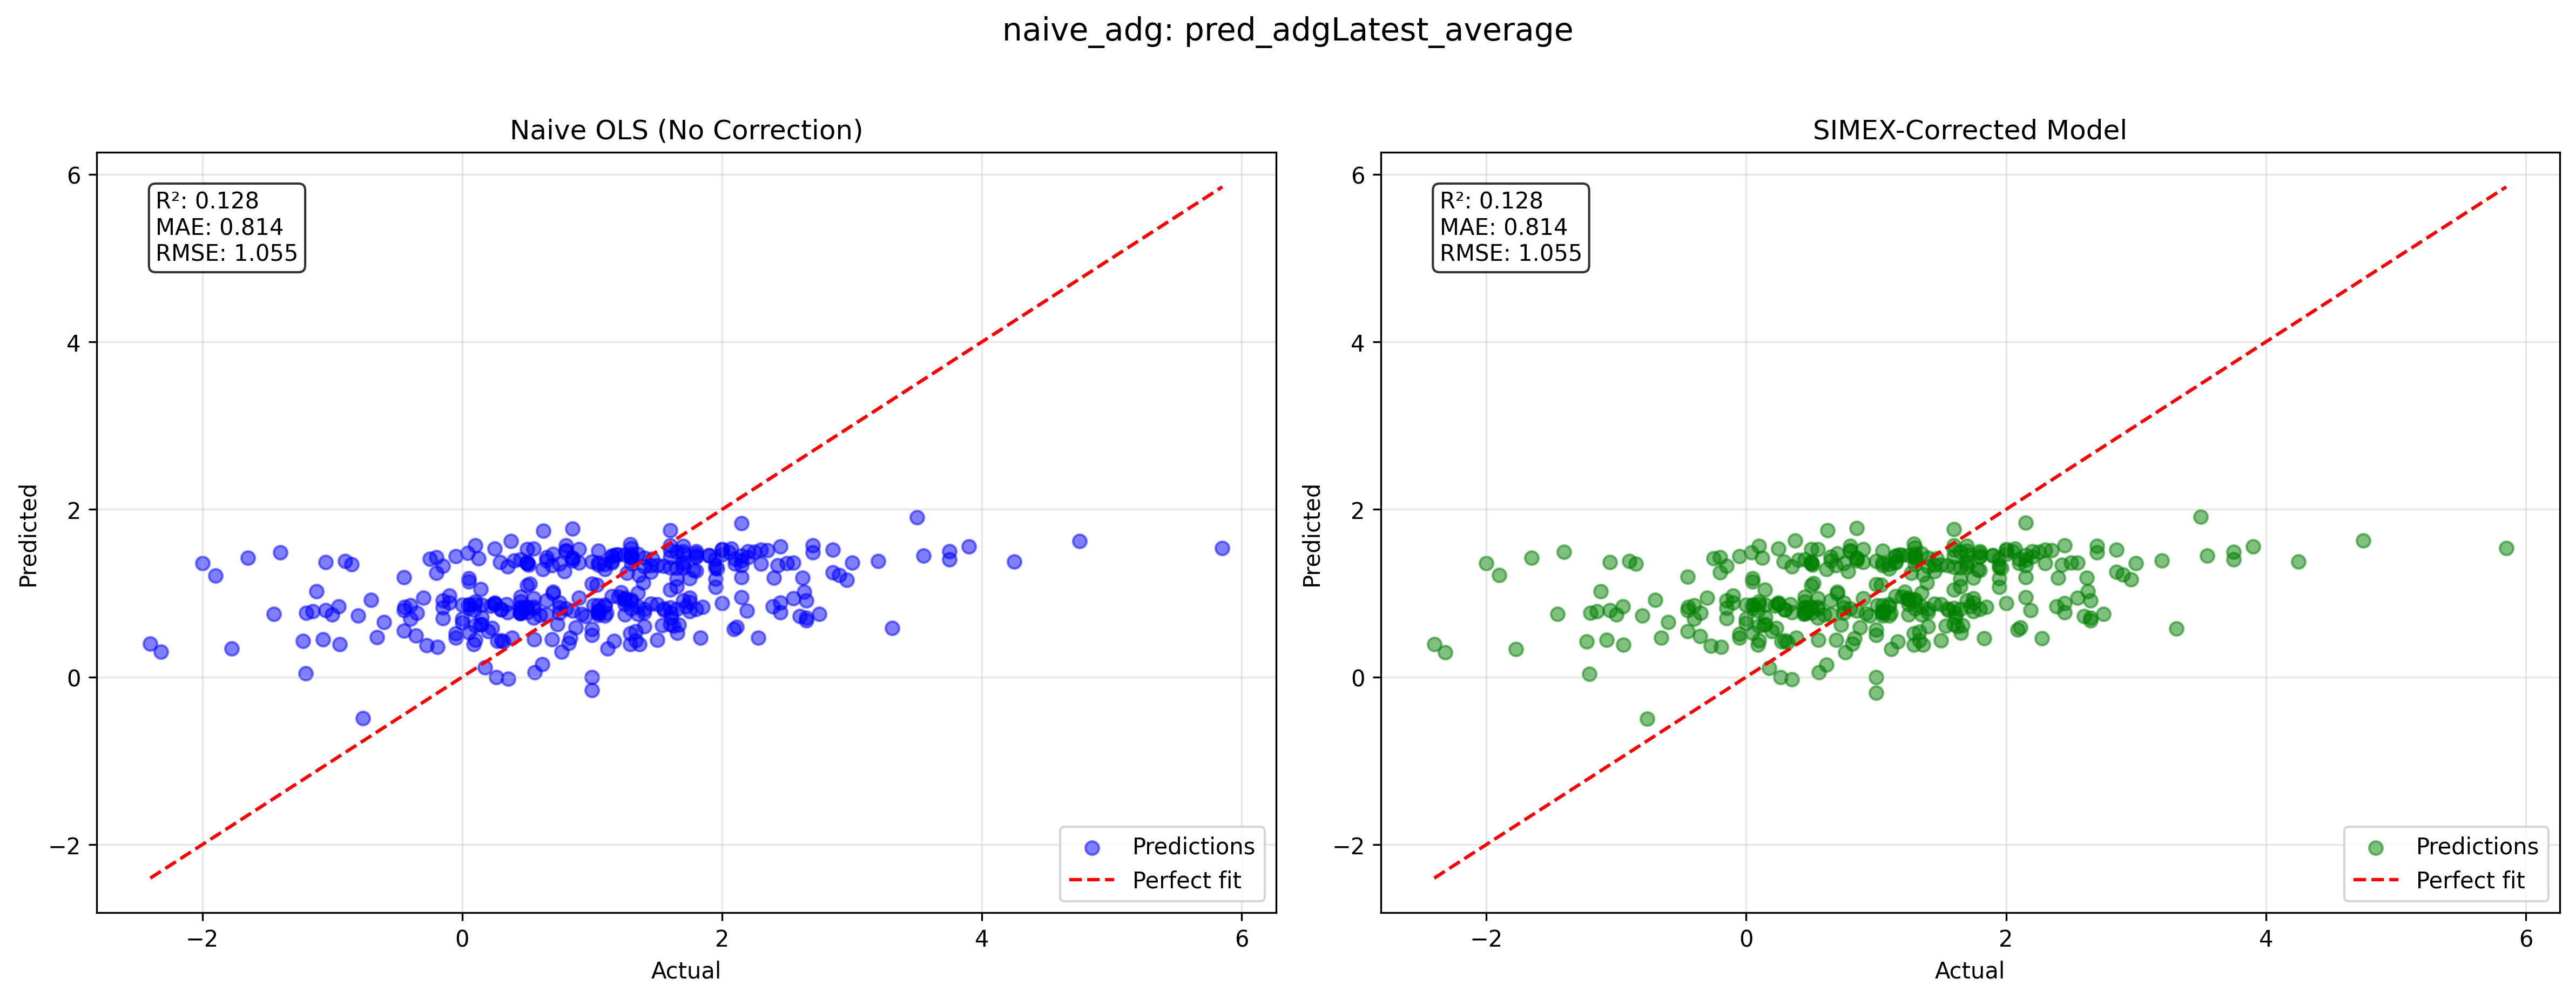 naive_adg: pred_adgLatest_average
Naive OLS (No Correction)
R²: 0.128
MAE: 0.814
RMSE: 1.055
6
4
2
0
−2
Predicted
−2
0
2
4
6
Actual
Predictions
Perfect fit
SIMEX-Corrected Model
R²: 0.128
MAE: 0.814
RMSE: 1.055
6
4
2
0
−2
Predicted
−2
0
2
4
6
Actual
Predictions
Perfect fit